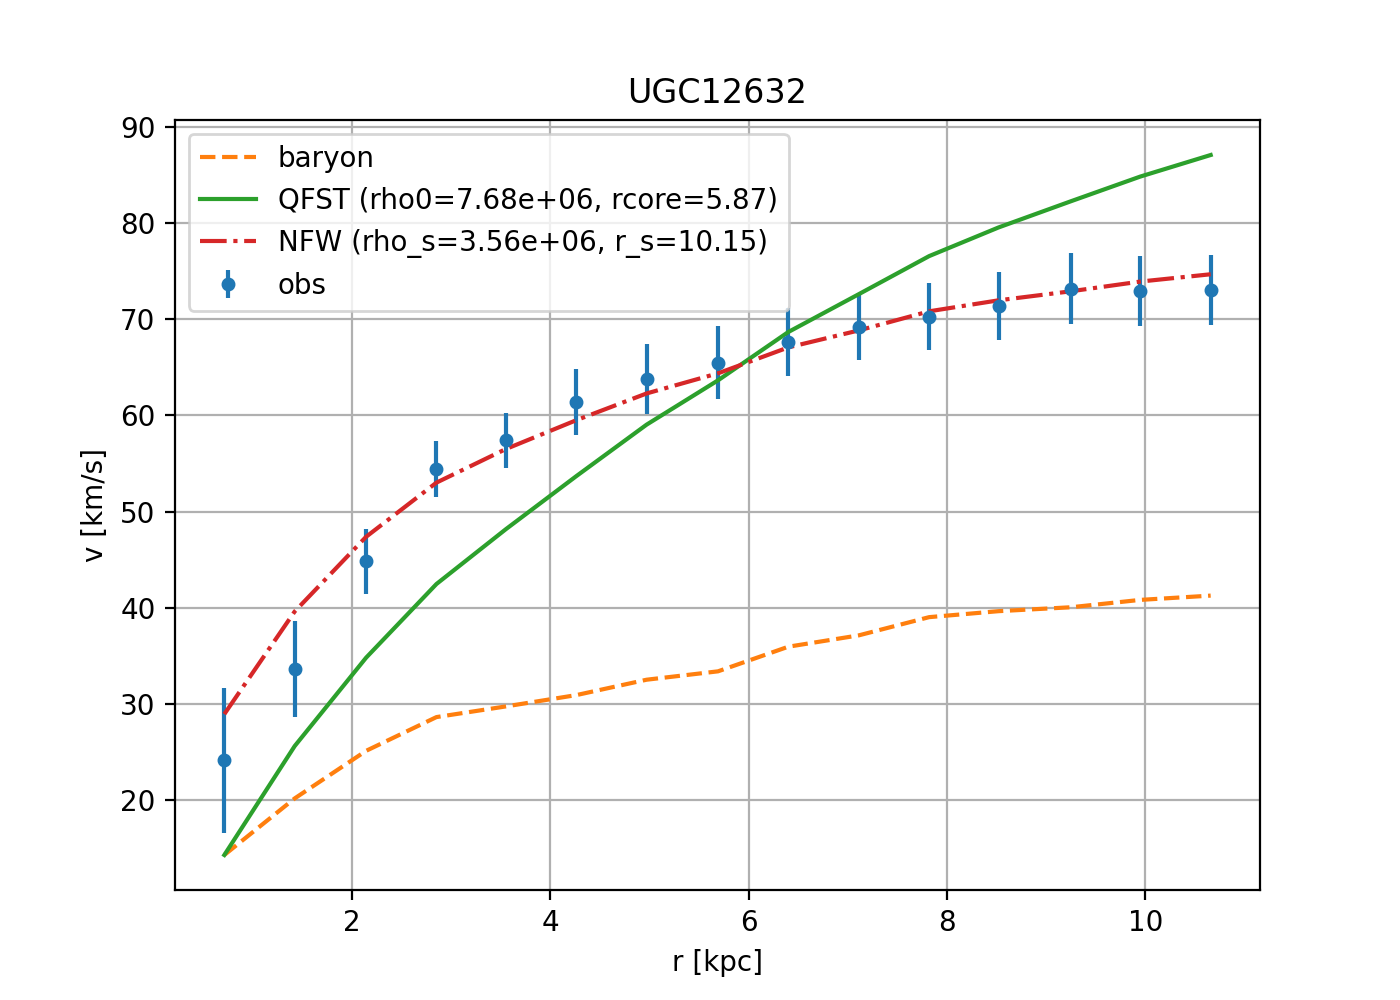 UGC12632
90
80
70
60
50
40
30
20
v [km/s]
baryon
QFST (rho0=7.68e+06, rcore=5.87)
NFW (rho_s=3.56e+06, r_s=10.15)
obs
2 4 6 8 10
r [kpc]